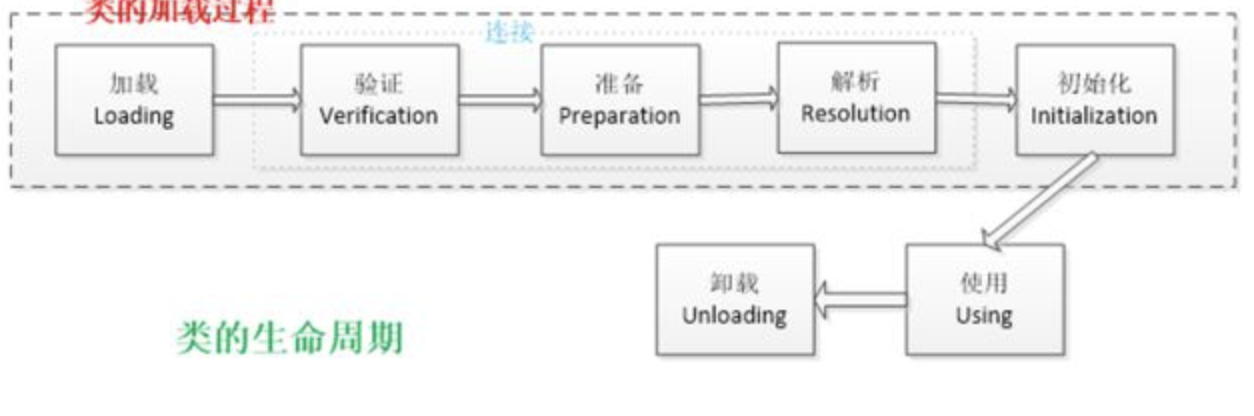 类的加载过程
连接
加载
Loading
验证
Verification
准备
Preparation
解析
Resolution
初始化
Initialization
卸载
Unloading
使用
Using
类的生命周期